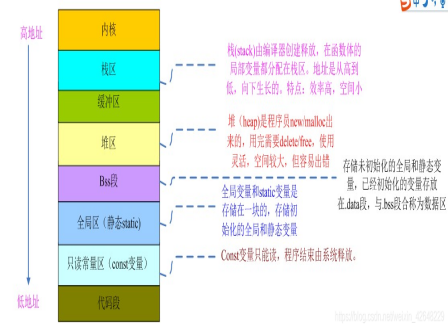 高地址
内核
栈区
栈(stack)由编译器创建释放，在函数体的
局部变量都分配在栈区。地址是从高到
低，向下生长的。特点：效率高，空间小
缓冲区
堆区
堆（heap)是程序员new/malloc出
来的，用完需要delete/free，使用
灵活，空间较大，但容易出错
Bss段
存储未初始化的全局和静态变
量，已经初始化的变量存放
在.data段，与.bss段合称为数据区
全局区（静态static)
全局变量和static变量是
存储在一块的，存储初
始化的全局和静态变量
只读常量区（const变量）
Const变量只能读，程序结束由系统释放。
低地址
代码段